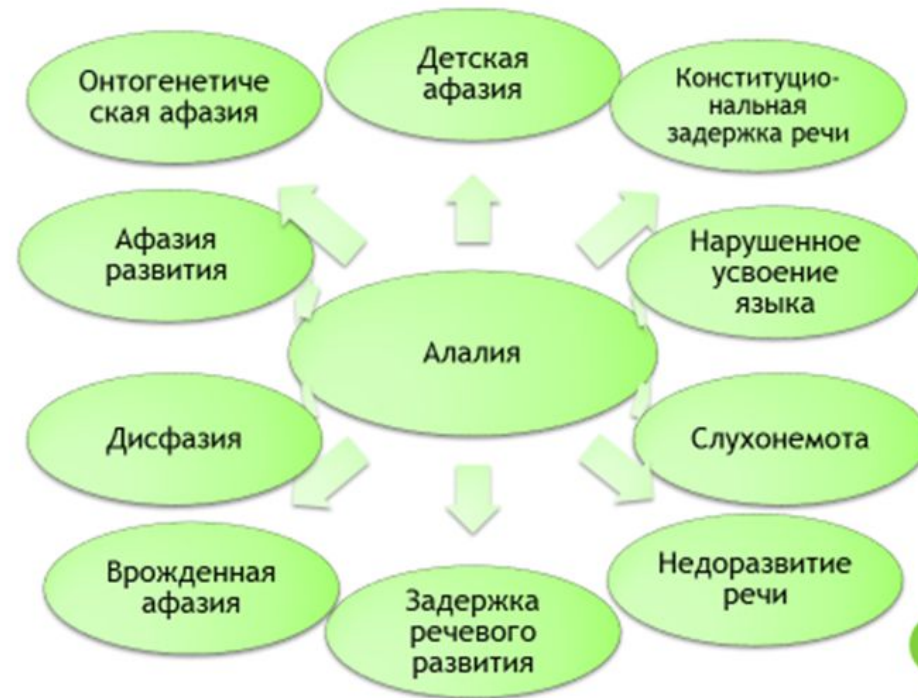 Онтогенетиче
ская афазия
Детская
афазия
Конституцио-
нальная
задержка речи
Афазия
развития
Нарушенное
усвоение
языка
Алалия
Дисфазия
Слухонемота
Врожденная
афазия
Задержка
речевого
развития
Недоразвитие
речи